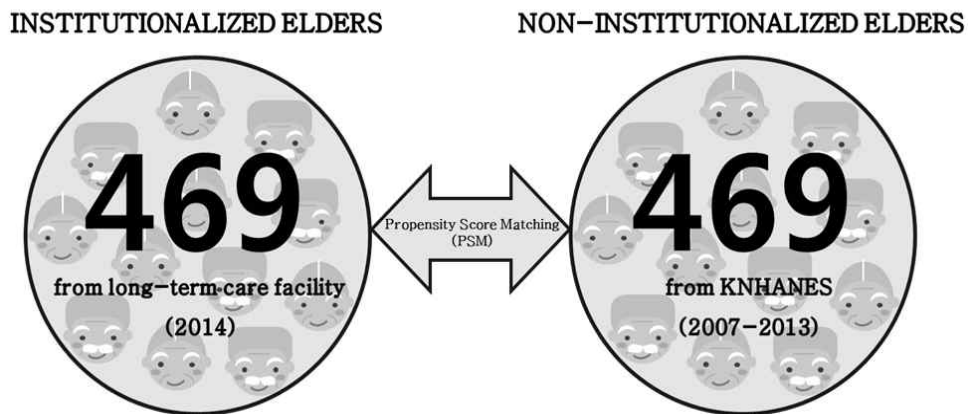 INSTITUTIONALIZED ELDERS
469
from long-term care facility
(2014)
Propensity Score Matching
(PSM)
NON-INSTITUTIONALIZED ELDERS
469
from KNHANES
(2007-2013)